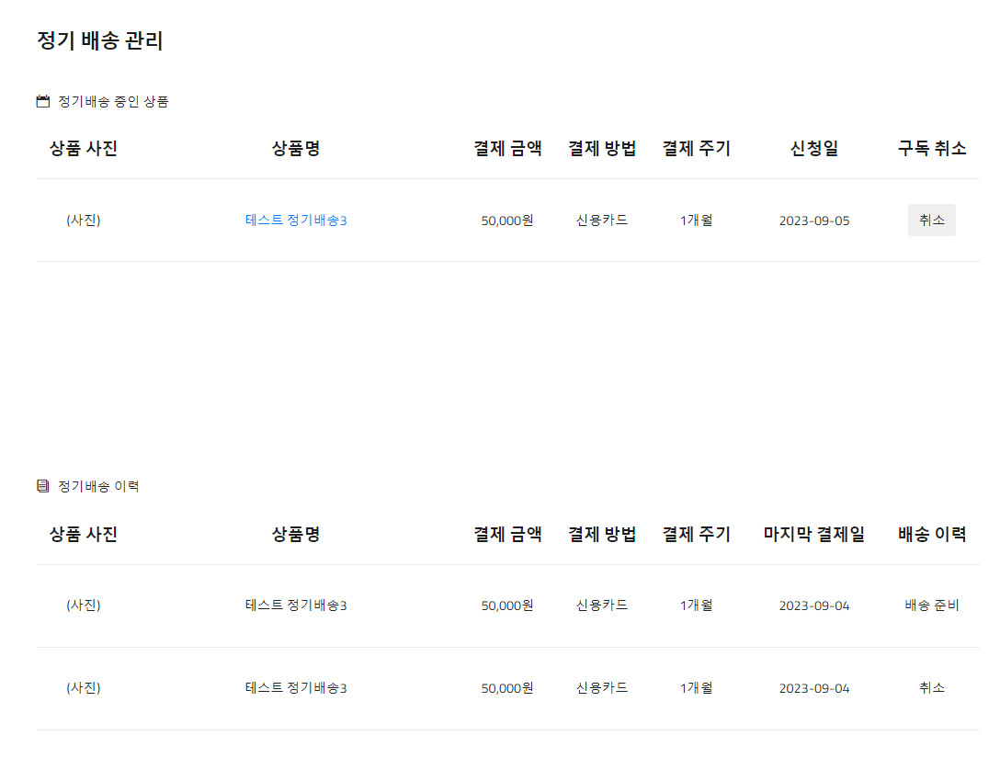 정기 배송 관리
정기배송 중인 상품
상품 사진 상품명 결제 금액 결제 방법 결제 주기 신청일 구독 취소
(사진) 테스트 정기배송3 50,000원 신용카드 1개월 2023-09-05 취소
정기배송 이력
상품 사진 상품명 결제 금액 결제 방법 결제 주기 마지막 결제일 배송 이력
(사진) 테스트 정기배송3 50,000원 신용카드 1개월 2023-09-04 배송 준비
(사진) 테스트 정기배송3 50,000원 신용카드 1개월 2023-09-04 취소